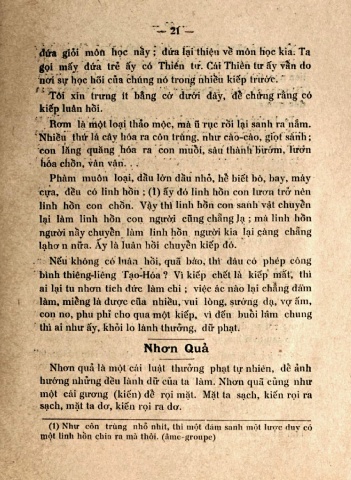 — 21 —
đứa giỏi môn học nầy; đứa lại thiệu về môn học kia. Ta
gọi mấy đứa trẻ ấy có Thiên tư. Cái Thiên tư ấy vẫn do
nơi sự học hỏi của chúng nó trong nhiều kiếp trước.
Tôi xin trưng ít bằng cớ dưới đây, để chứng rằng có
kiếp luân hồi.
Rơm là một loại thảo mộc, mà ủ rục rồi lại sanh ra nấm.
Nhiều thứ là cây hóa ra côn trùng, như cào-cào, giọt sành;
con lăng quăng hóa ra con muỗi, sâu thành bướm, lươn
hóa chồn, vân vân...
Phàm muôn loại, dầu lớn dầu nhỏ, hễ biết bò, bay, máy
cựa, đều có linh hồn; (1) ấy đó linh hồn con lươn trở nên
linh hồn con chồn. Vậy thì linh hồn con sanh vật chuyển
lại làm linh hồn con người cũng chẳng lạ; mà linh hồn
người nầy chuyển làm linh hồn người kia lại càng chẳng
lạ hơn nữa. Ấy là luân hồi chuyển kiếp đó.
Nếu không có luân hồi, quả báo, thì đâu có phép công
bình thiêng-liêng Tạo-Hóa? Vì kiếp chết là kiếp mất, thì
ai lại tu nhơn tích đức làm chi; việc ác nào lại chẳng dám
làm, miễng là được của nhiều, vui lòng, sướng dạ, vợ ấm,
con no, phu phỉ cho qua một kiếp, vì đến buổi lâm chung
thì ai như ấy, khỏi lo lành thưởng, dữ phạt.
Nhơn Quả
Nhơn quả là một cái luật thưởng phạt tự nhiên, để ảnh
hưởng những đều lành dữ của ta làm. Nhơn quả cũng như
một cái gương (kiến) để rọi mặt. Mặt ta sạch, kiến rọi ra
sạch, mặt ta dơ, kiến rọi ra dơ.
(1) Như côn trùng nhỏ nhít, thì một đám sanh một lược duy có
một linh hồn chia ra mà thôi. (âme-groupe)